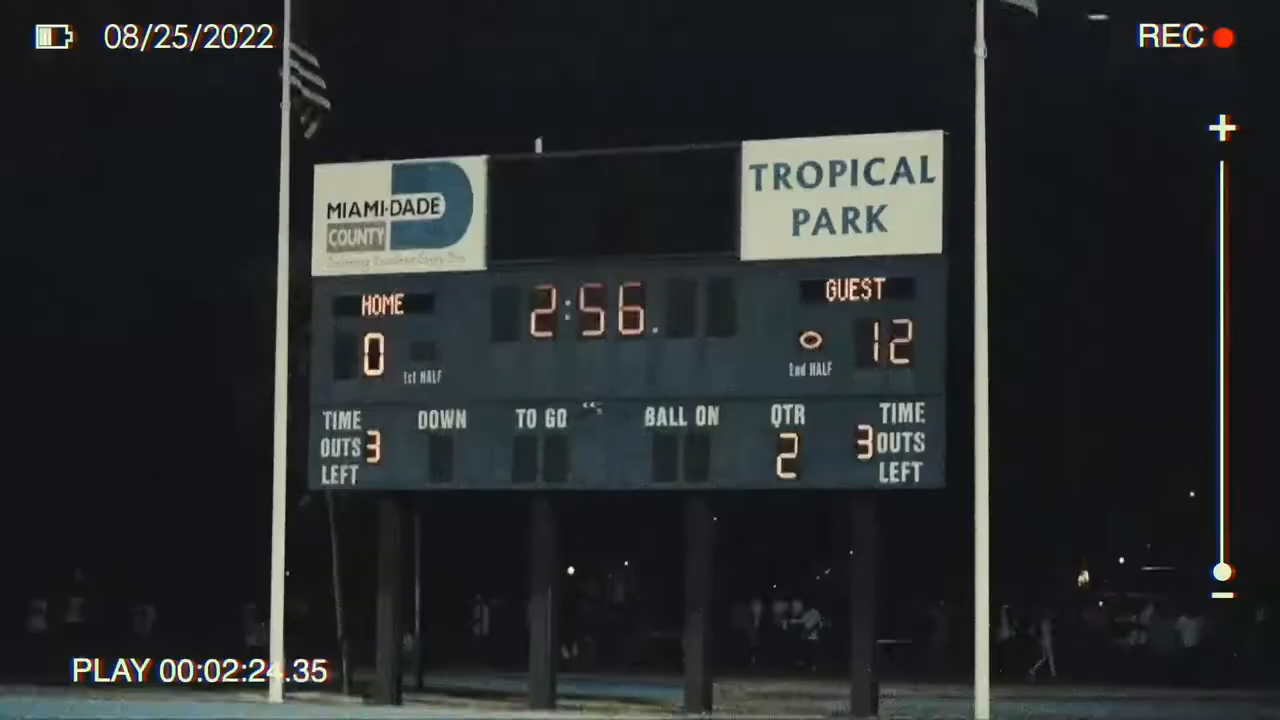 08/25/2022
REC
MIAMI-DADE
COUNTY
TROPICAL
PARK
HOME
2:56.
GUEST
0
12
1st HALF
2nd HALF
TIME
OUTS 3
LEFT
DOWN
TO GO
BALL ON
QTR
2
TIME
3 OUTS
LEFT
PLAY 00:02:24.35